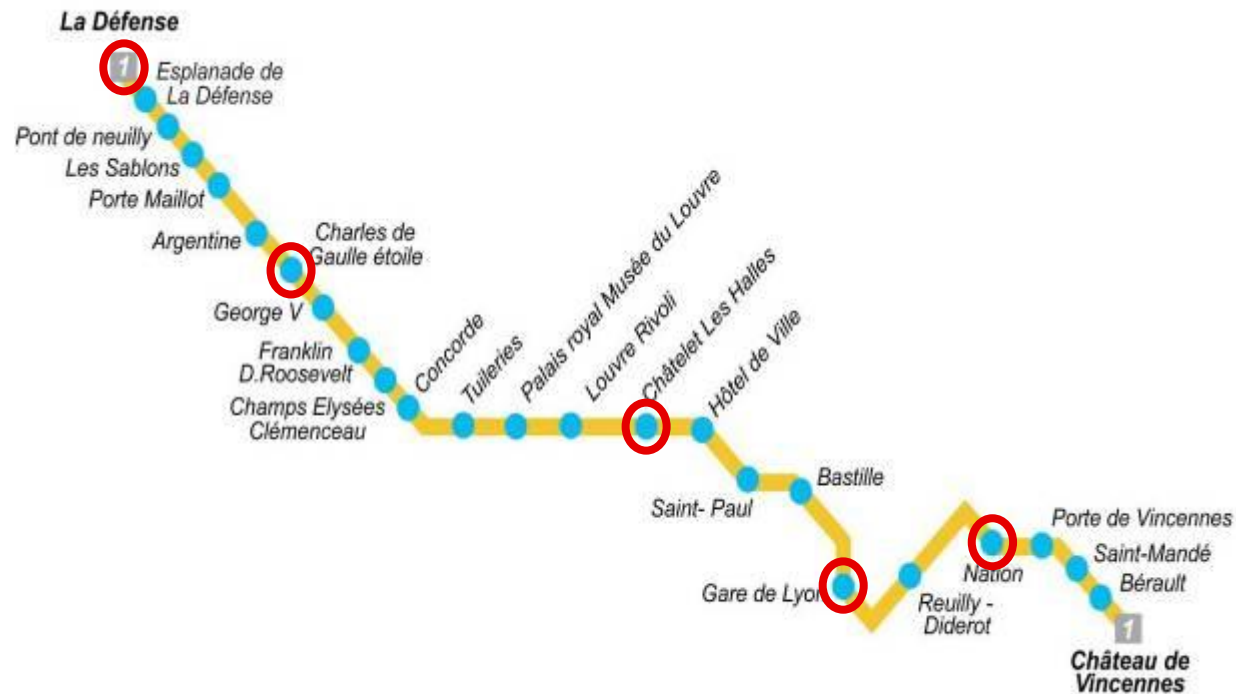 La Défense
1
Esplanade de
La Défense
Pont de neuilly
Les Sablons
Porte Maillot
Argentine
Charles de
Gaulle étoile
George V
Franklin
D.Roosevelt
Champs Elysées
Clémenceau
Concorde
Tuileries
Palais royal Musée du Louvre
Louvre Rivoli
Châtelet Les Halles
Hôtel de Ville
Saint- Paul
Bastille
Gare de Lyon
Reuilly -
Diderot
Nation
Porte de Vincennes
Saint-Mandé
Bérault
1
Château de
Vincennes